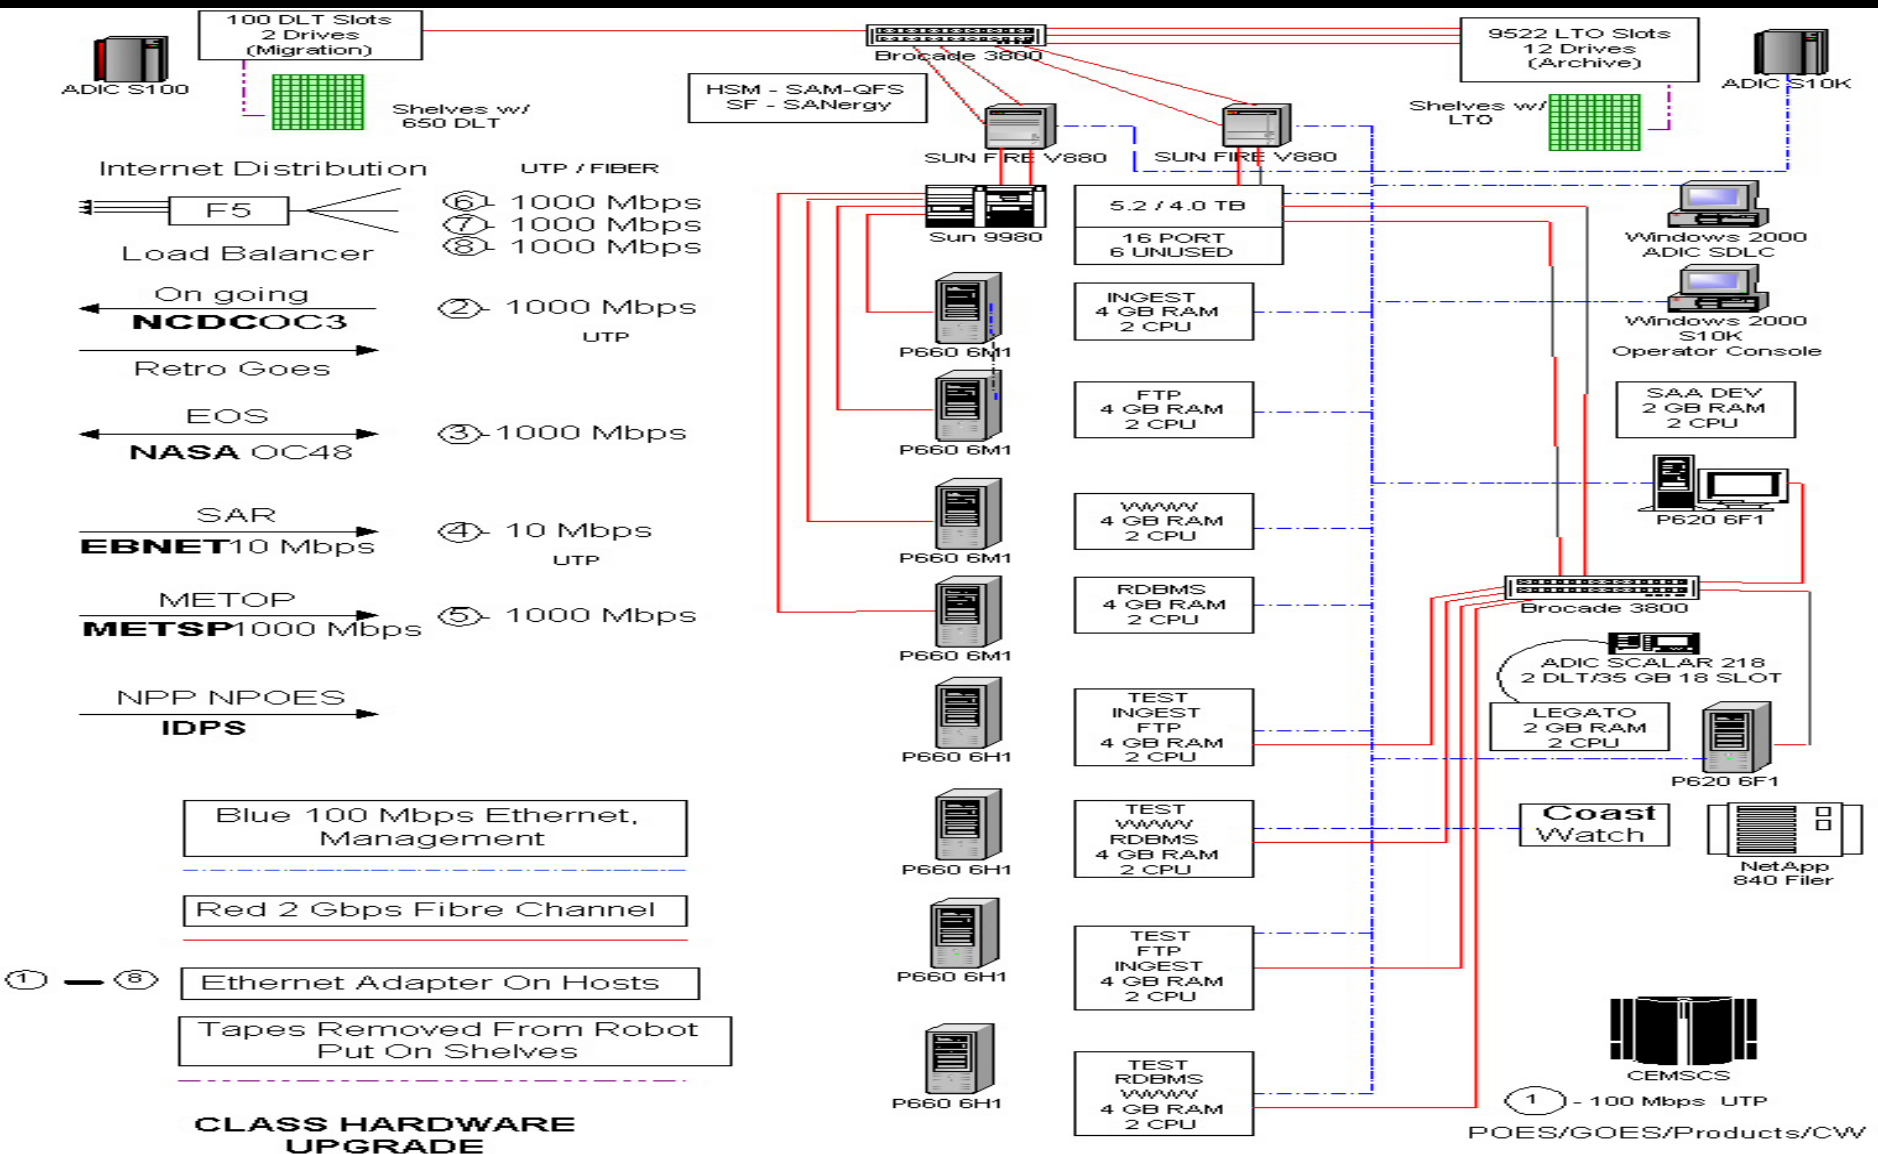 100 DLT Slots
2 Drives
(Migration)
ADIC S100
Shelves w/
650 DLT
Brocade 3800
HSM - SAM-QFS
SF - SANergy
9522 LTO Slots
12 Drives
(Archive)
ADIC S10K
Shelves w/
LTO
SUN FIRE V880
SUN FIRE V880
Internet Distribution
UTP / FIBER
F5
Load Balancer
6 - 1000 Mbps
7 - 1000 Mbps
8 - 1000 Mbps
Sun 9980
5.2 / 4.0 TB
16 PORT
6 UNUSED
Windows 2000
ADIC SDLC
On going
NCDCOC3
Retro Goes
2 - 1000 Mbps
UTP
P660 6M1
INGEST
4 GB RAM
2 CPU
Windows 2000
S10K
Operator Console
EOS
NASA OC48
3 - 1000 Mbps
P660 6M1
FTP
4 GB RAM
2 CPU
SAA DEV
2 GB RAM
2 CPU
P620 6F1
SAR
EBNET10 Mbps
4 - 10 Mbps
UTP
P660 6M1
WWW
4 GB RAM
2 CPU
METOP
METSP1000 Mbps
5 - 1000 Mbps
P660 6M1
RDBMS
4 GB RAM
2 CPU
Brocade 3800
ADIC SCALAR 218
2 DLT/35 GB 18 SLOT
NPP NPOES
IDPS
P660 6H1
TEST
INGEST
FTP
4 GB RAM
2 CPU
LEGATO
2 GB RAM
2 CPU
P620 6F1
Blue 100 Mbps Ethernet,
Management
P660 6H1
TEST
WWW
RDBMS
4 GB RAM
2 CPU
Coast
Watch
NetApp
840 Filer
Red 2 Gbps Fibre Channel
1 - 8
Ethernet Adapter On Hosts
P660 6H1
TEST
FTP
INGEST
4 GB RAM
2 CPU
Tapes Removed From Robot
Put On Shelves
P660 6H1
TEST
RDBMS
WWW
4 GB RAM
2 CPU
CEMSCS
1 - 100 Mbps UTP
POES/GOES/Products/CW
CLASS HARDWARE
UPGRADE